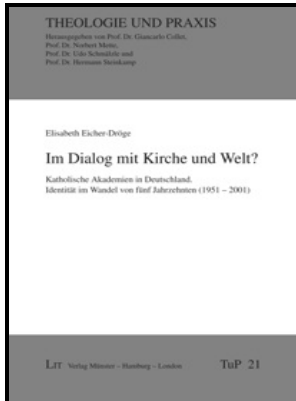 THEOLOGIE UND PRAXIS
Herausgegeben von Prof. Dr. Giancarlo Collet,
Prof. Dr. Norbert Mette,
Prof. Dr. Udo Schmälzle und
Prof. Dr. Hermann Steinkamp
Elisabeth Eicher-Dröge
Im Dialog mit Kirche und Welt?
Katholische Akademien in Deutschland.
Identität im Wandel von fünf Jahrzehnten (1951 – 2001)
LIT Verlag Münster – Hamburg – London TuP 21